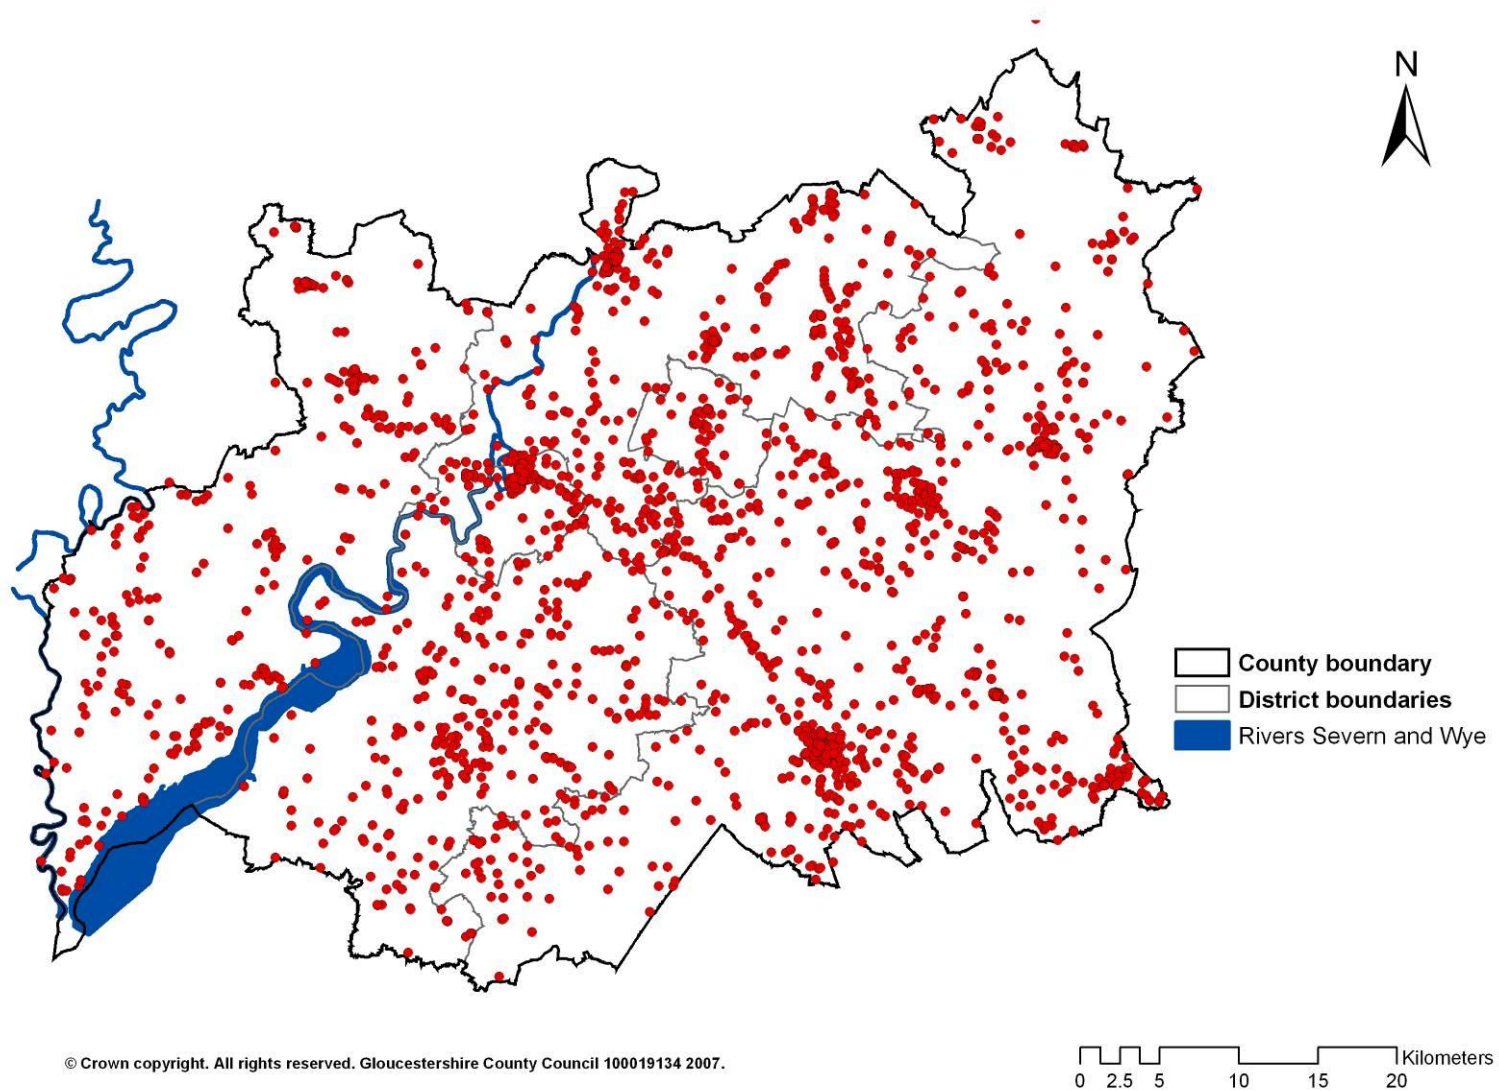 N
County boundary
District boundaries
Rivers Severn and Wye
© Crown copyright. All rights reserved. Gloucestershire County Council 100019134 2007.
Kilometers
0 2.5 5 10 15 20